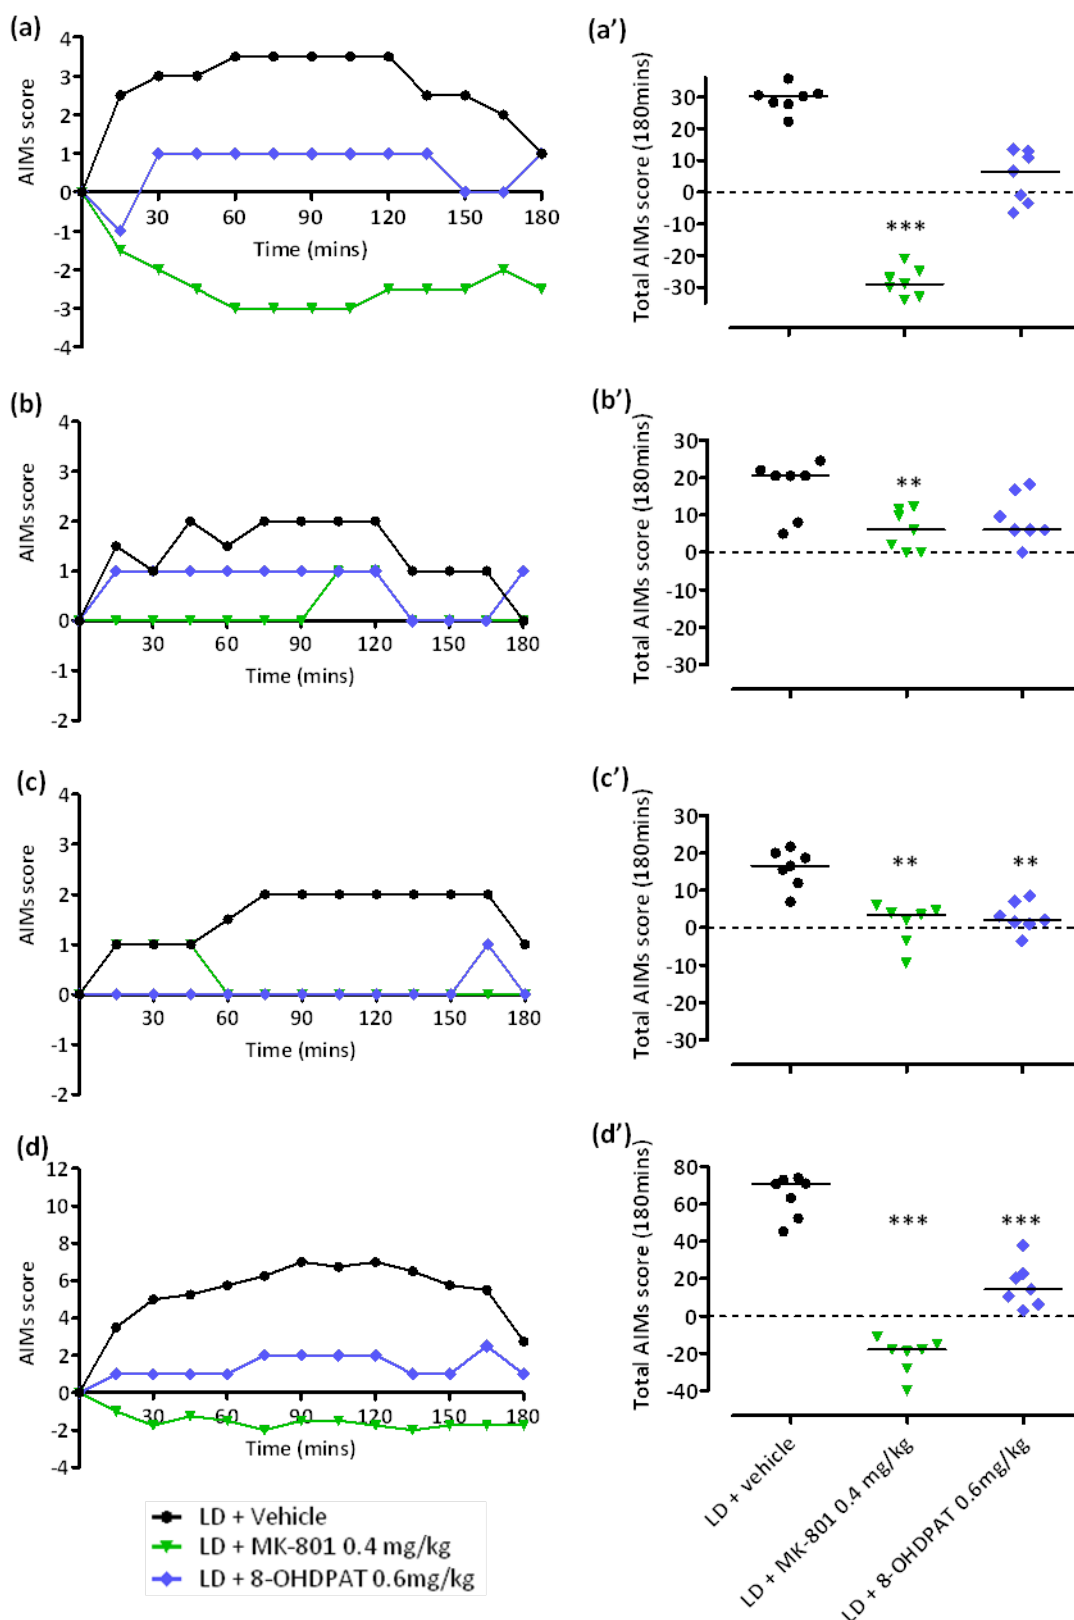 (a)
AIMs score
4
3
2
1
0
-1
-2
-3
-4
30 60 90 120 150 180
Time (mins)
(a')
Total AIMs score (180mins)
30
20
10
0
-10
-20
-30
***
(b)
AIMs score
4
3
2
1
0
-1
-2
30 60 90 120 150 180
Time (mins)
(b')
Total AIMs score (180mins)
30
20
10
0
-10
-20
-30
**
(c)
AIMs score
4
3
2
1
0
-1
-2
30 60 90 120 150 180
Time (mins)
(c')
Total AIMs score (180mins)
30
20
10
0
-10
-20
-30
** **
(d)
AIMs score
12
10
8
6
4
2
0
-2
-4
30 60 90 120 150 180
Time (mins)
(d')
Total AIMs score (180mins)
80
60
40
20
0
-20
-40
*** ***
LD + vehicle
LD + MK-801 0.4 mg/kg
LD + 8-OHDPAT 0.6mg/kg
LD + Vehicle
LD + MK-801 0.4 mg/kg
LD + 8-OHDPAT 0.6mg/kg